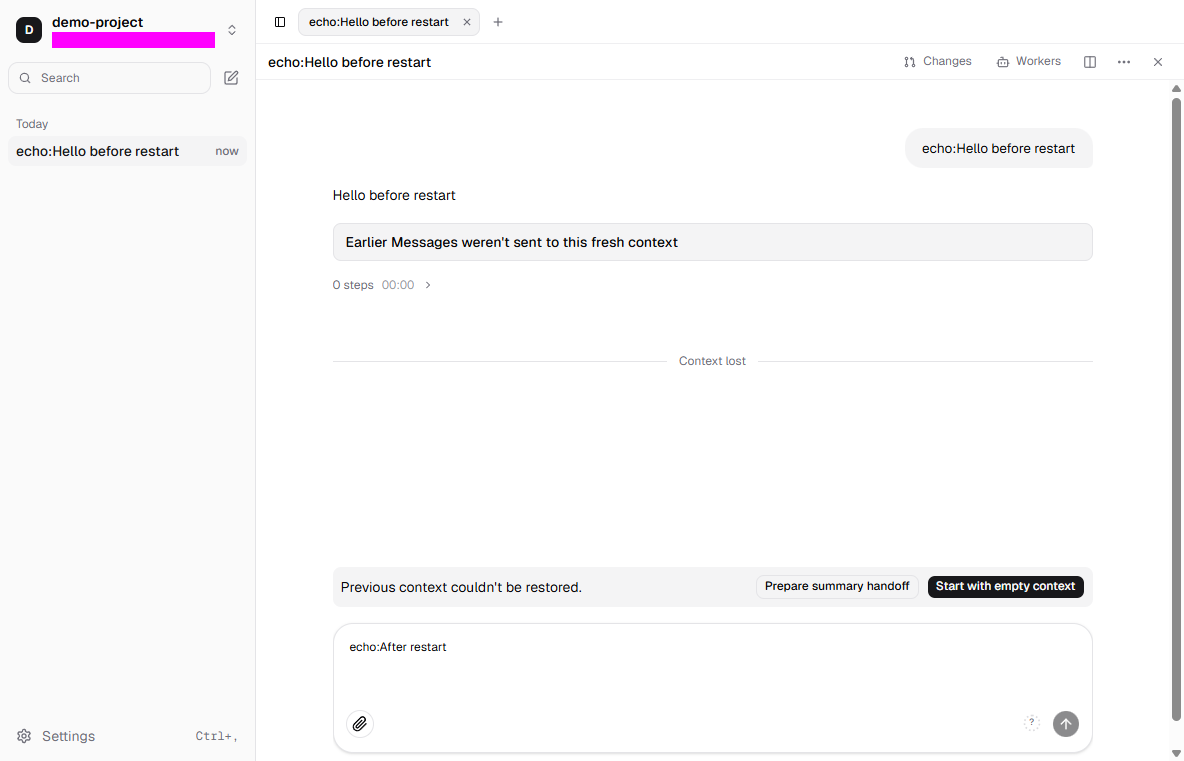 D
demo-project
Search
Today
echo:Hello before restart
now
Settings
Ctrl+,
echo:Hello before restart
echo:Hello before restart
Changes
Workers
echo:Hello before restart
Hello before restart
Earlier Messages weren't sent to this fresh context
0 steps 00:00
Context lost
Previous context couldn't be restored.
Prepare summary handoff
Start with empty context
echo:After restart
?